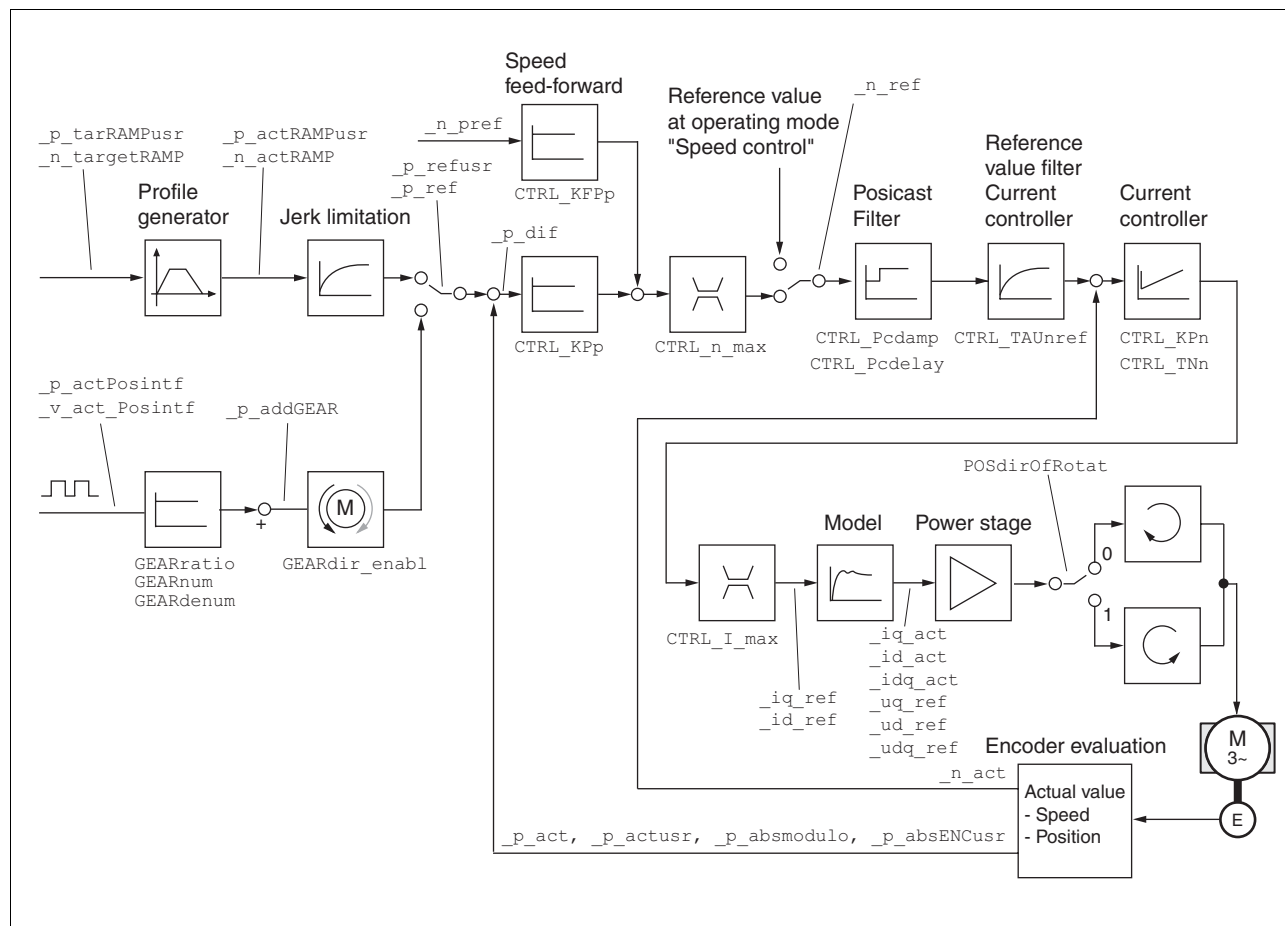 Speed
feed-forward
_n_pref
CTRL_KFPp
Reference value
at operating mode
"Speed control"
_n_ref
_p_tarRAMPusr
_n_targetRAMP
_p_actRAMPusr
_n_actRAMP
_p_refusr
_p_ref
Profile
generator
Jerk limitation
_p_dif
CTRL_KPp
CTRL_n_max
Posicast
Filter
CTRL_Pcdamp
CTRL_Pcdelay
Reference
value filter
Current
controller
CTRL_TAUnref
Current
controller
CTRL_KPn
CTRL_TNn
_p_actPosintf
_v_act_Posintf
_p_addGEAR
+
M
GEARratio
GEARnum
GEARdenum
GEARdir_enabl
CTRL_I_max
Model
Power stage
POSdirOfRotat
0
1
_iq_ref
_id_ref
_iq_act
_id_act
_idq_act
_uq_ref
_ud_ref
_udq_ref
M
3~
E
Encoder evaluation
Actual value
- Speed
- Position
_n_act
_p_act, _p_actusr, _p_absmodulo, _p_absENCusr